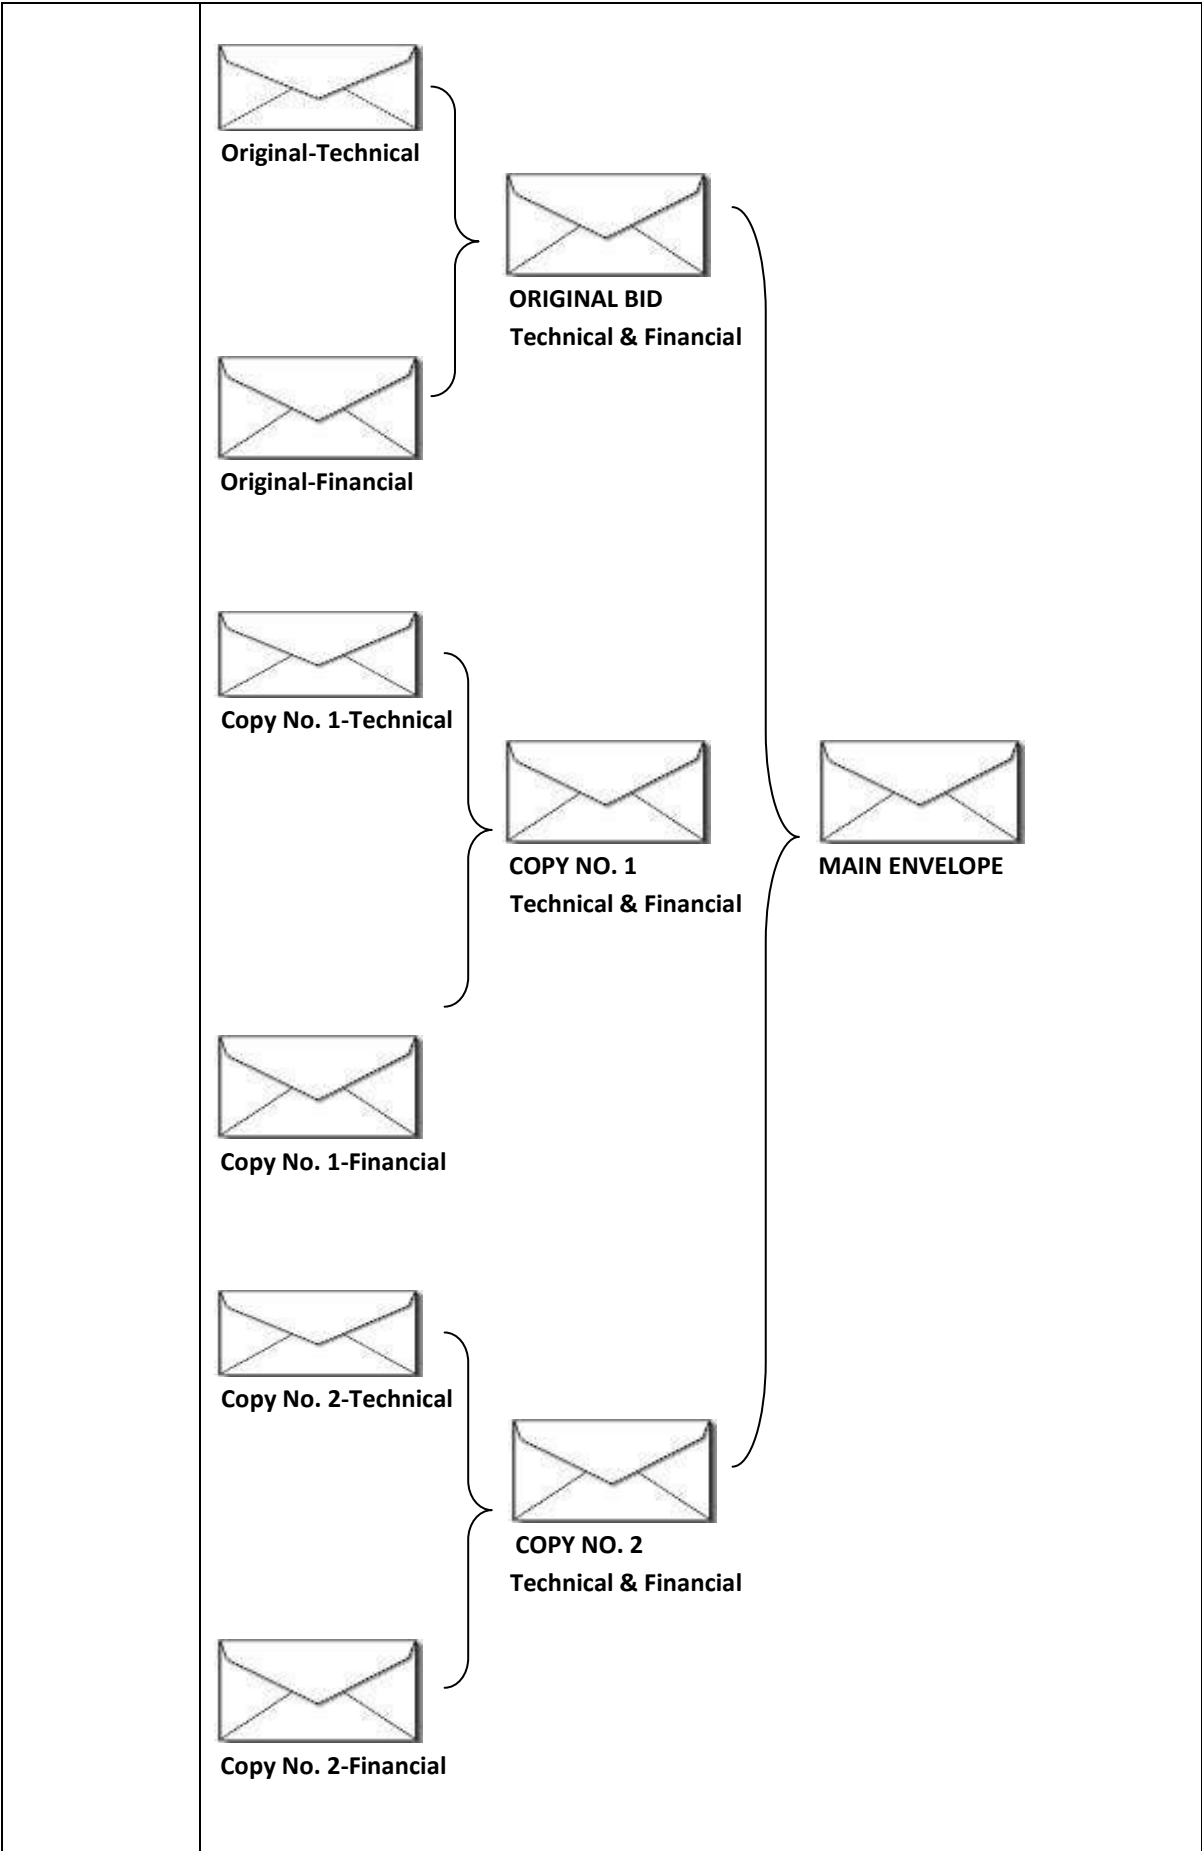 Original-Technical
ORIGINAL BID
Technical & Financial
Original-Financial
Copy No. 1-Technical
COPY NO. 1
Technical & Financial
MAIN ENVELOPE
Copy No. 1-Financial
Copy No. 2-Technical
COPY NO. 2
Technical & Financial
Copy No. 2-Financial